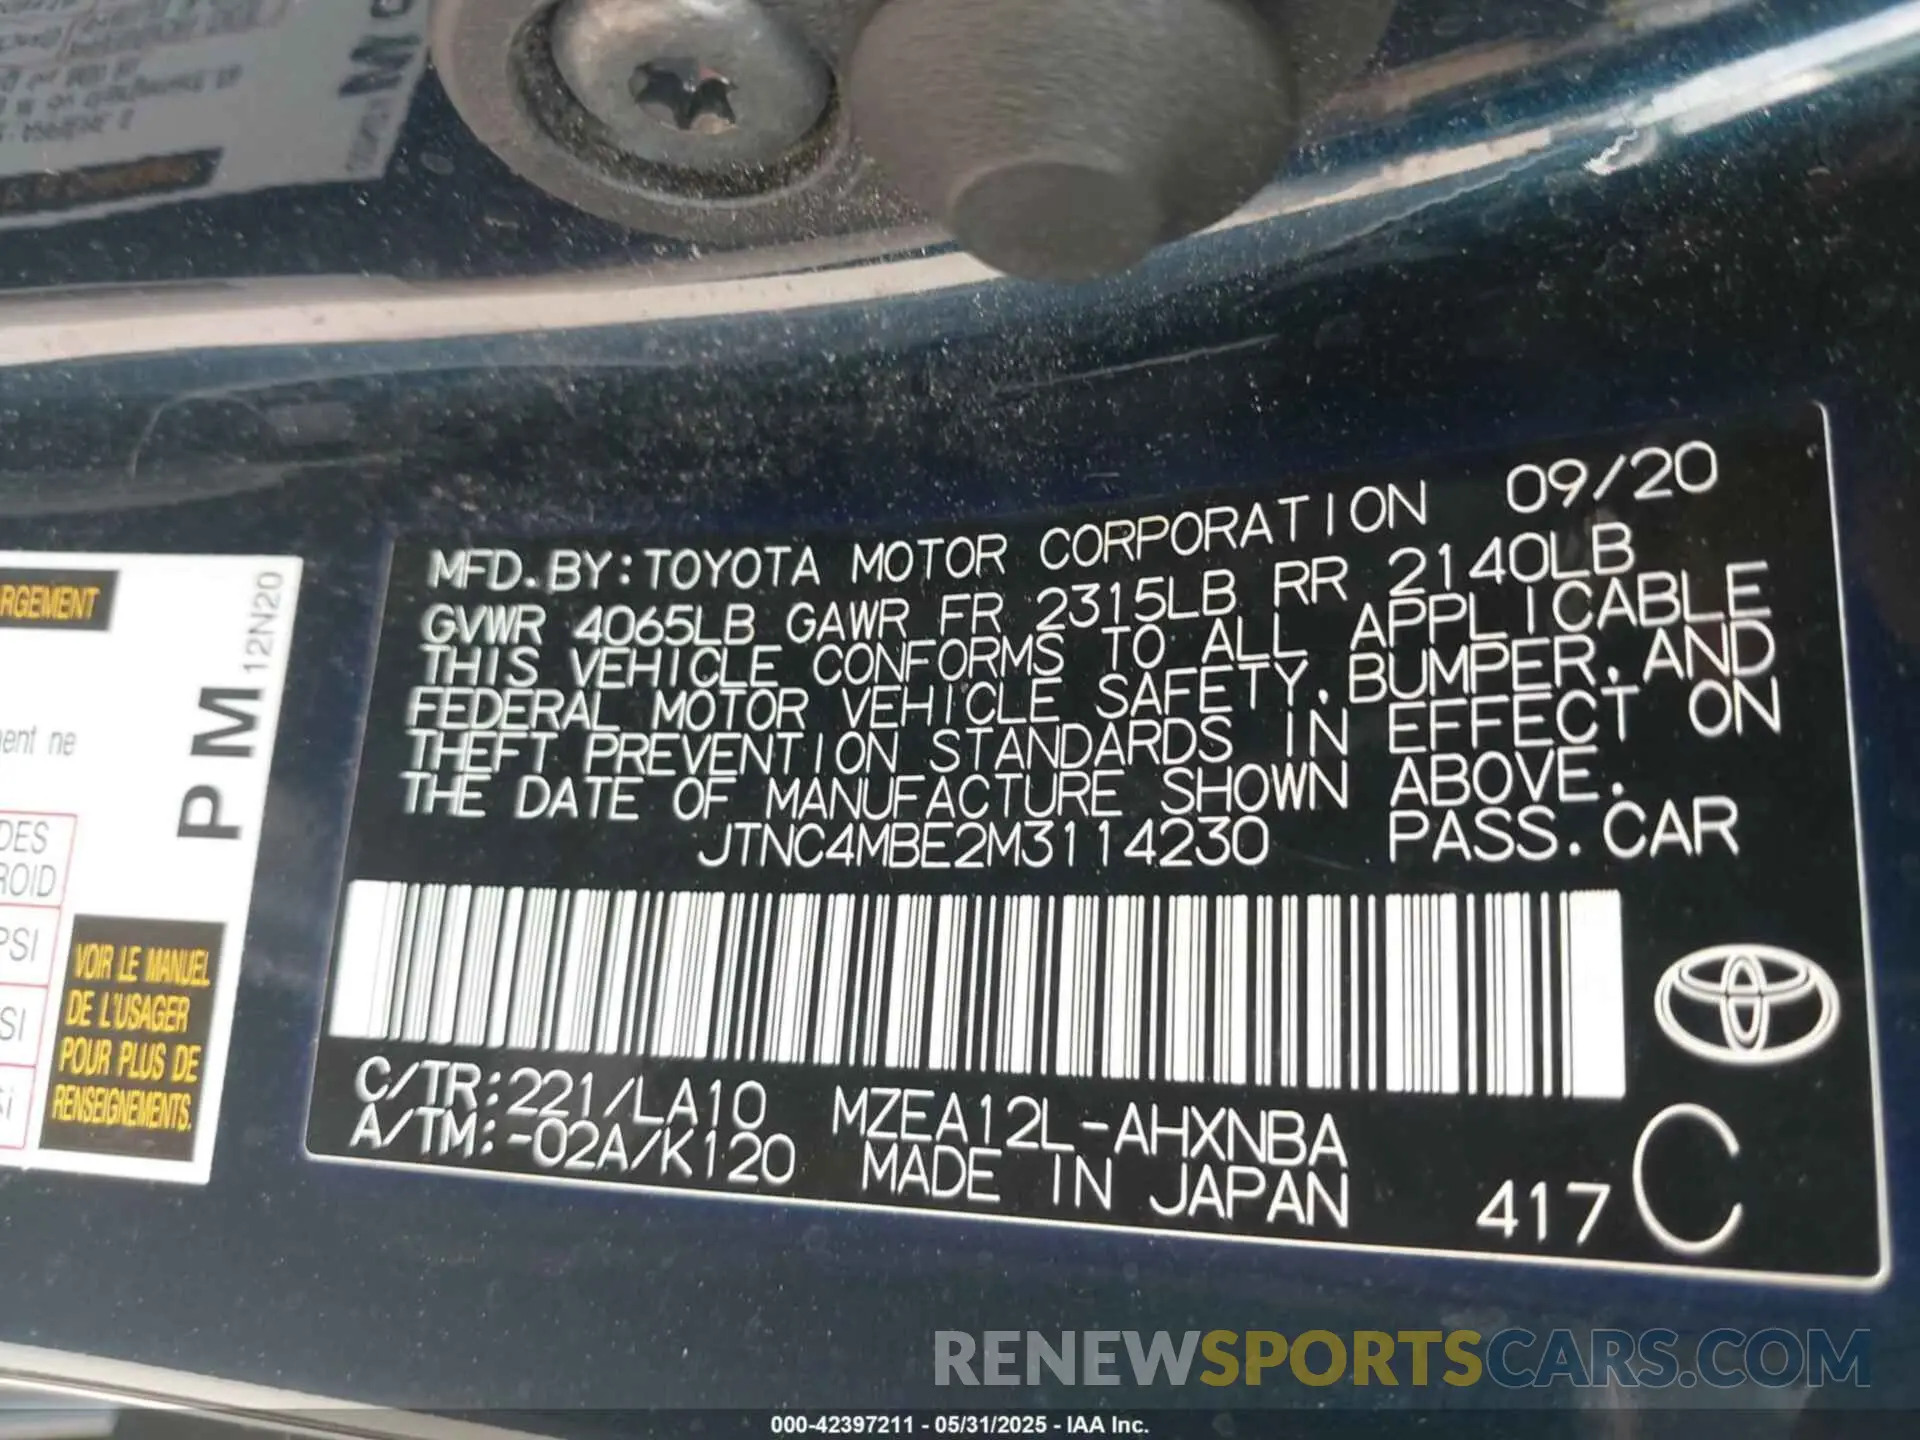 MFD. BY: TOYOTA MOTOR CORPORATION 09/20
GVWR 4065LB GAWR FR 2315LB RR 2140LB
THIS VEHICLE CONFORMS TO ALL APPLICABLE
FEDERAL MOTOR VEHICLE SAFETY, BUMPER, AND
THEFT PREVENTION STANDARDS IN EFFECT ON
THE DATE OF MANUFACTURE SHOWN ABOVE.
JTNC4MBE2M3114230 PASS. CAR
C/TR:221/LA10 MZEA12L-AHXNBA
A/TM:-02A/K120 MADE IN JAPAN
417 C
PM 12N20
RGEMENT
ent ne
DES
ROID
PSI
SI
VOIR LE MANUEL
DE L'USAGER
POUR PLUS DE
RENSEIGNEMENTS.
RENEWSPORTSCARS.COM
000-42397211 - 05/31/2025 - IAA Inc.